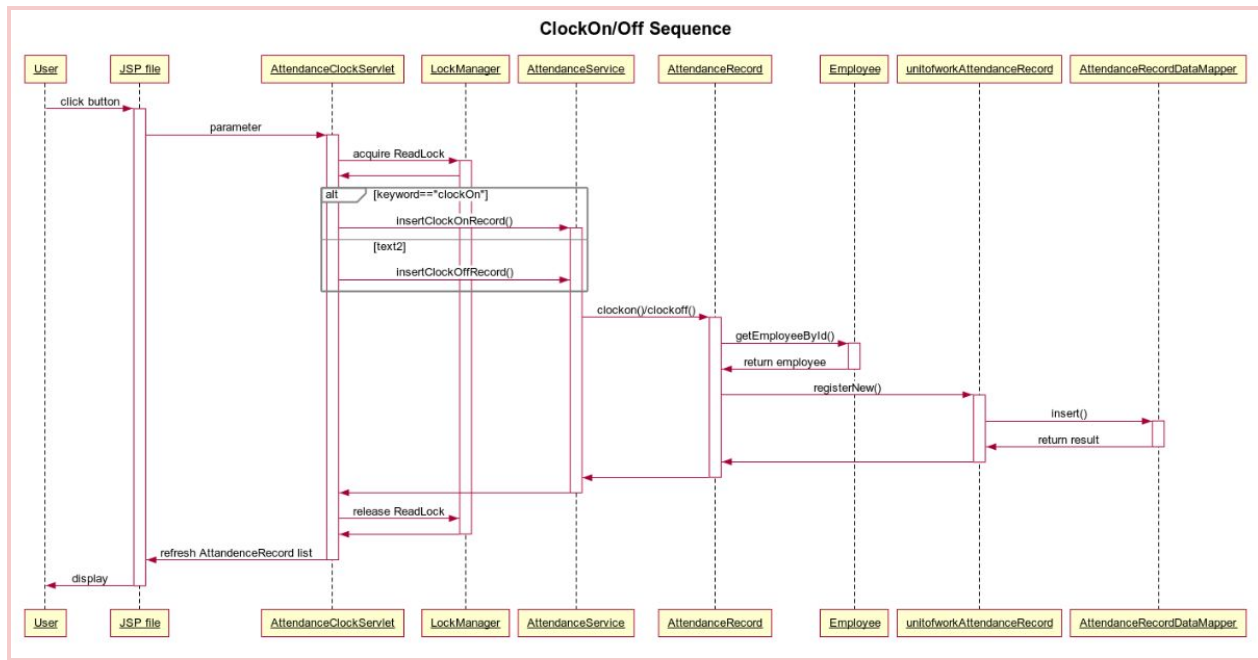 ClockOn/Off Sequence
User JSP file AttendanceClockServlet LockManager AttendanceService AttendanceRecord Employee unitofworkAttendanceRecord AttendanceRecordDataMapper
click button
parameter
acquire ReadLock
alt [keyword=="clockOn"]
insertClockOnRecord()
[text2]
insertClockOffRecord()
clockon()/clockoff()
getEmployeeById()
return employee
registerNew()
insert()
return result
release ReadLock
refresh AttandenceRecord list
display
User JSP file AttendanceClockServlet LockManager AttendanceService AttendanceRecord Employee unitofworkAttendanceRecord AttendanceRecordDataMapper